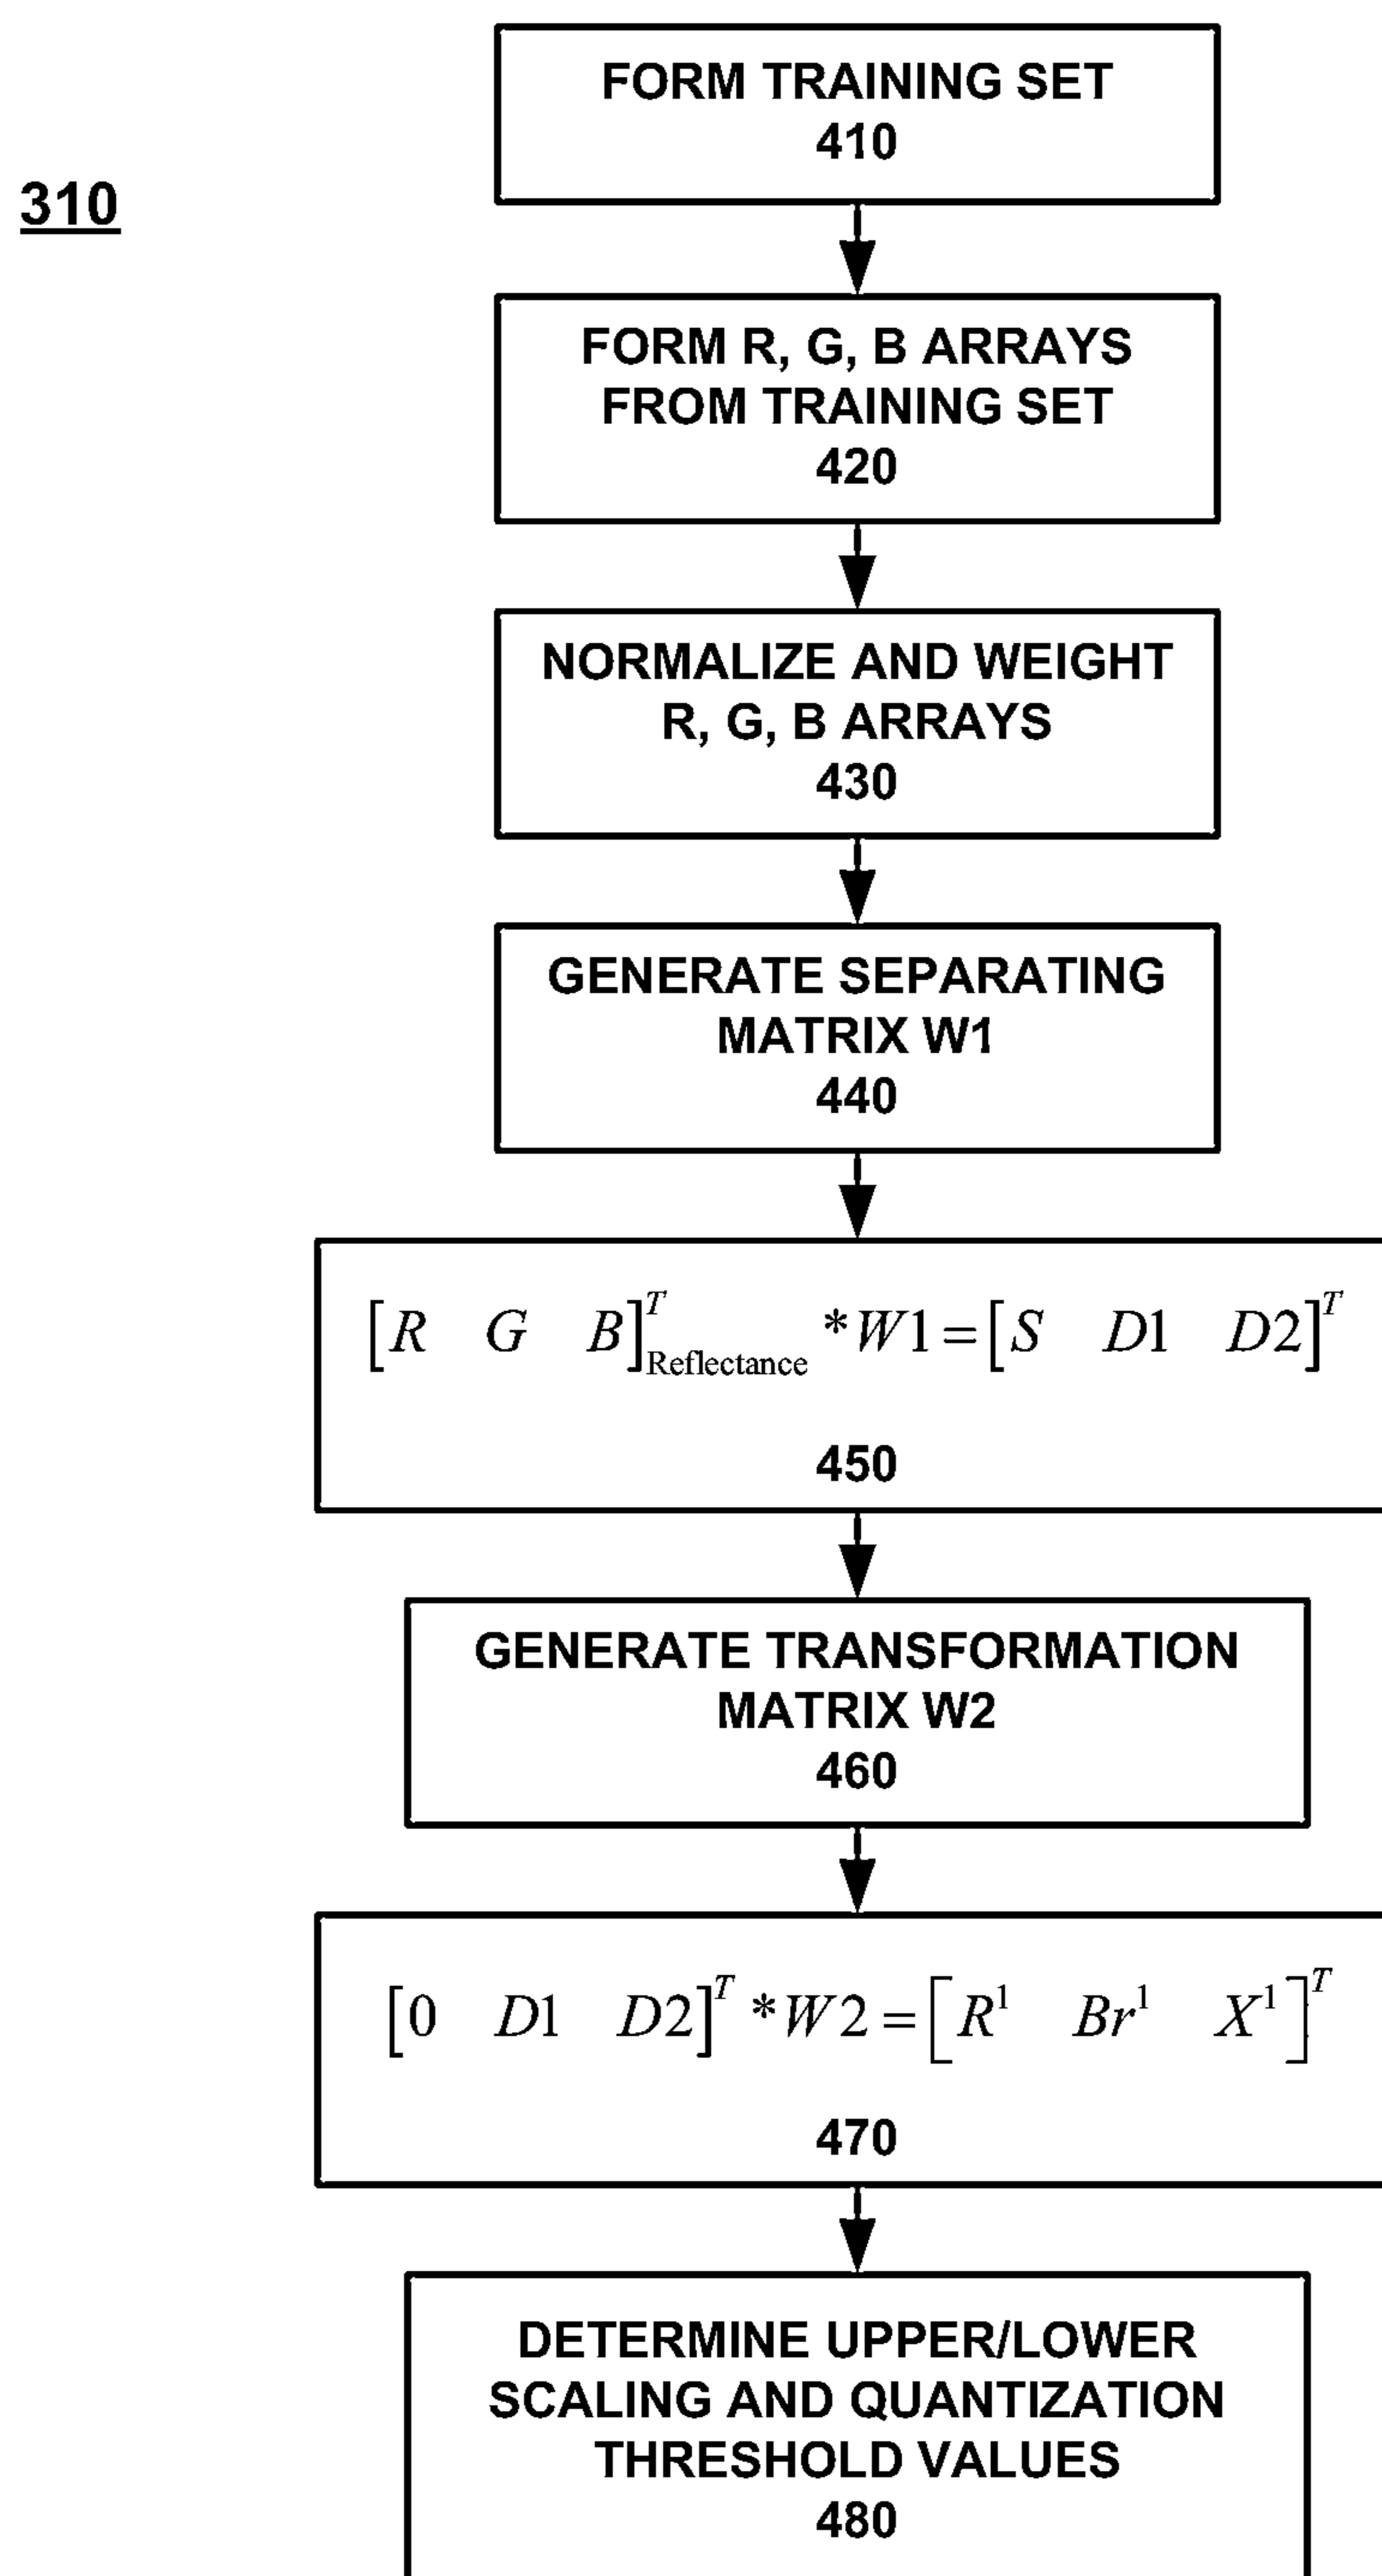 310
FORM TRAINING SET
410
FORM R, G, B ARRAYS
FROM TRAINING SET
420
NORMALIZE AND WEIGHT
R, G, B ARRAYS
430
GENERATE SEPARATING
MATRIX W1
440
[R G B]^T_Reflectance *W1=[S D1 D2]^T
450
GENERATE TRANSFORMATION
MATRIX W2
460
[0 D1 D2]^T *W2=[R^1 Br^1 X^1]^T
470
DETERMINE UPPER/LOWER
SCALING AND QUANTIZATION
THRESHOLD VALUES
480